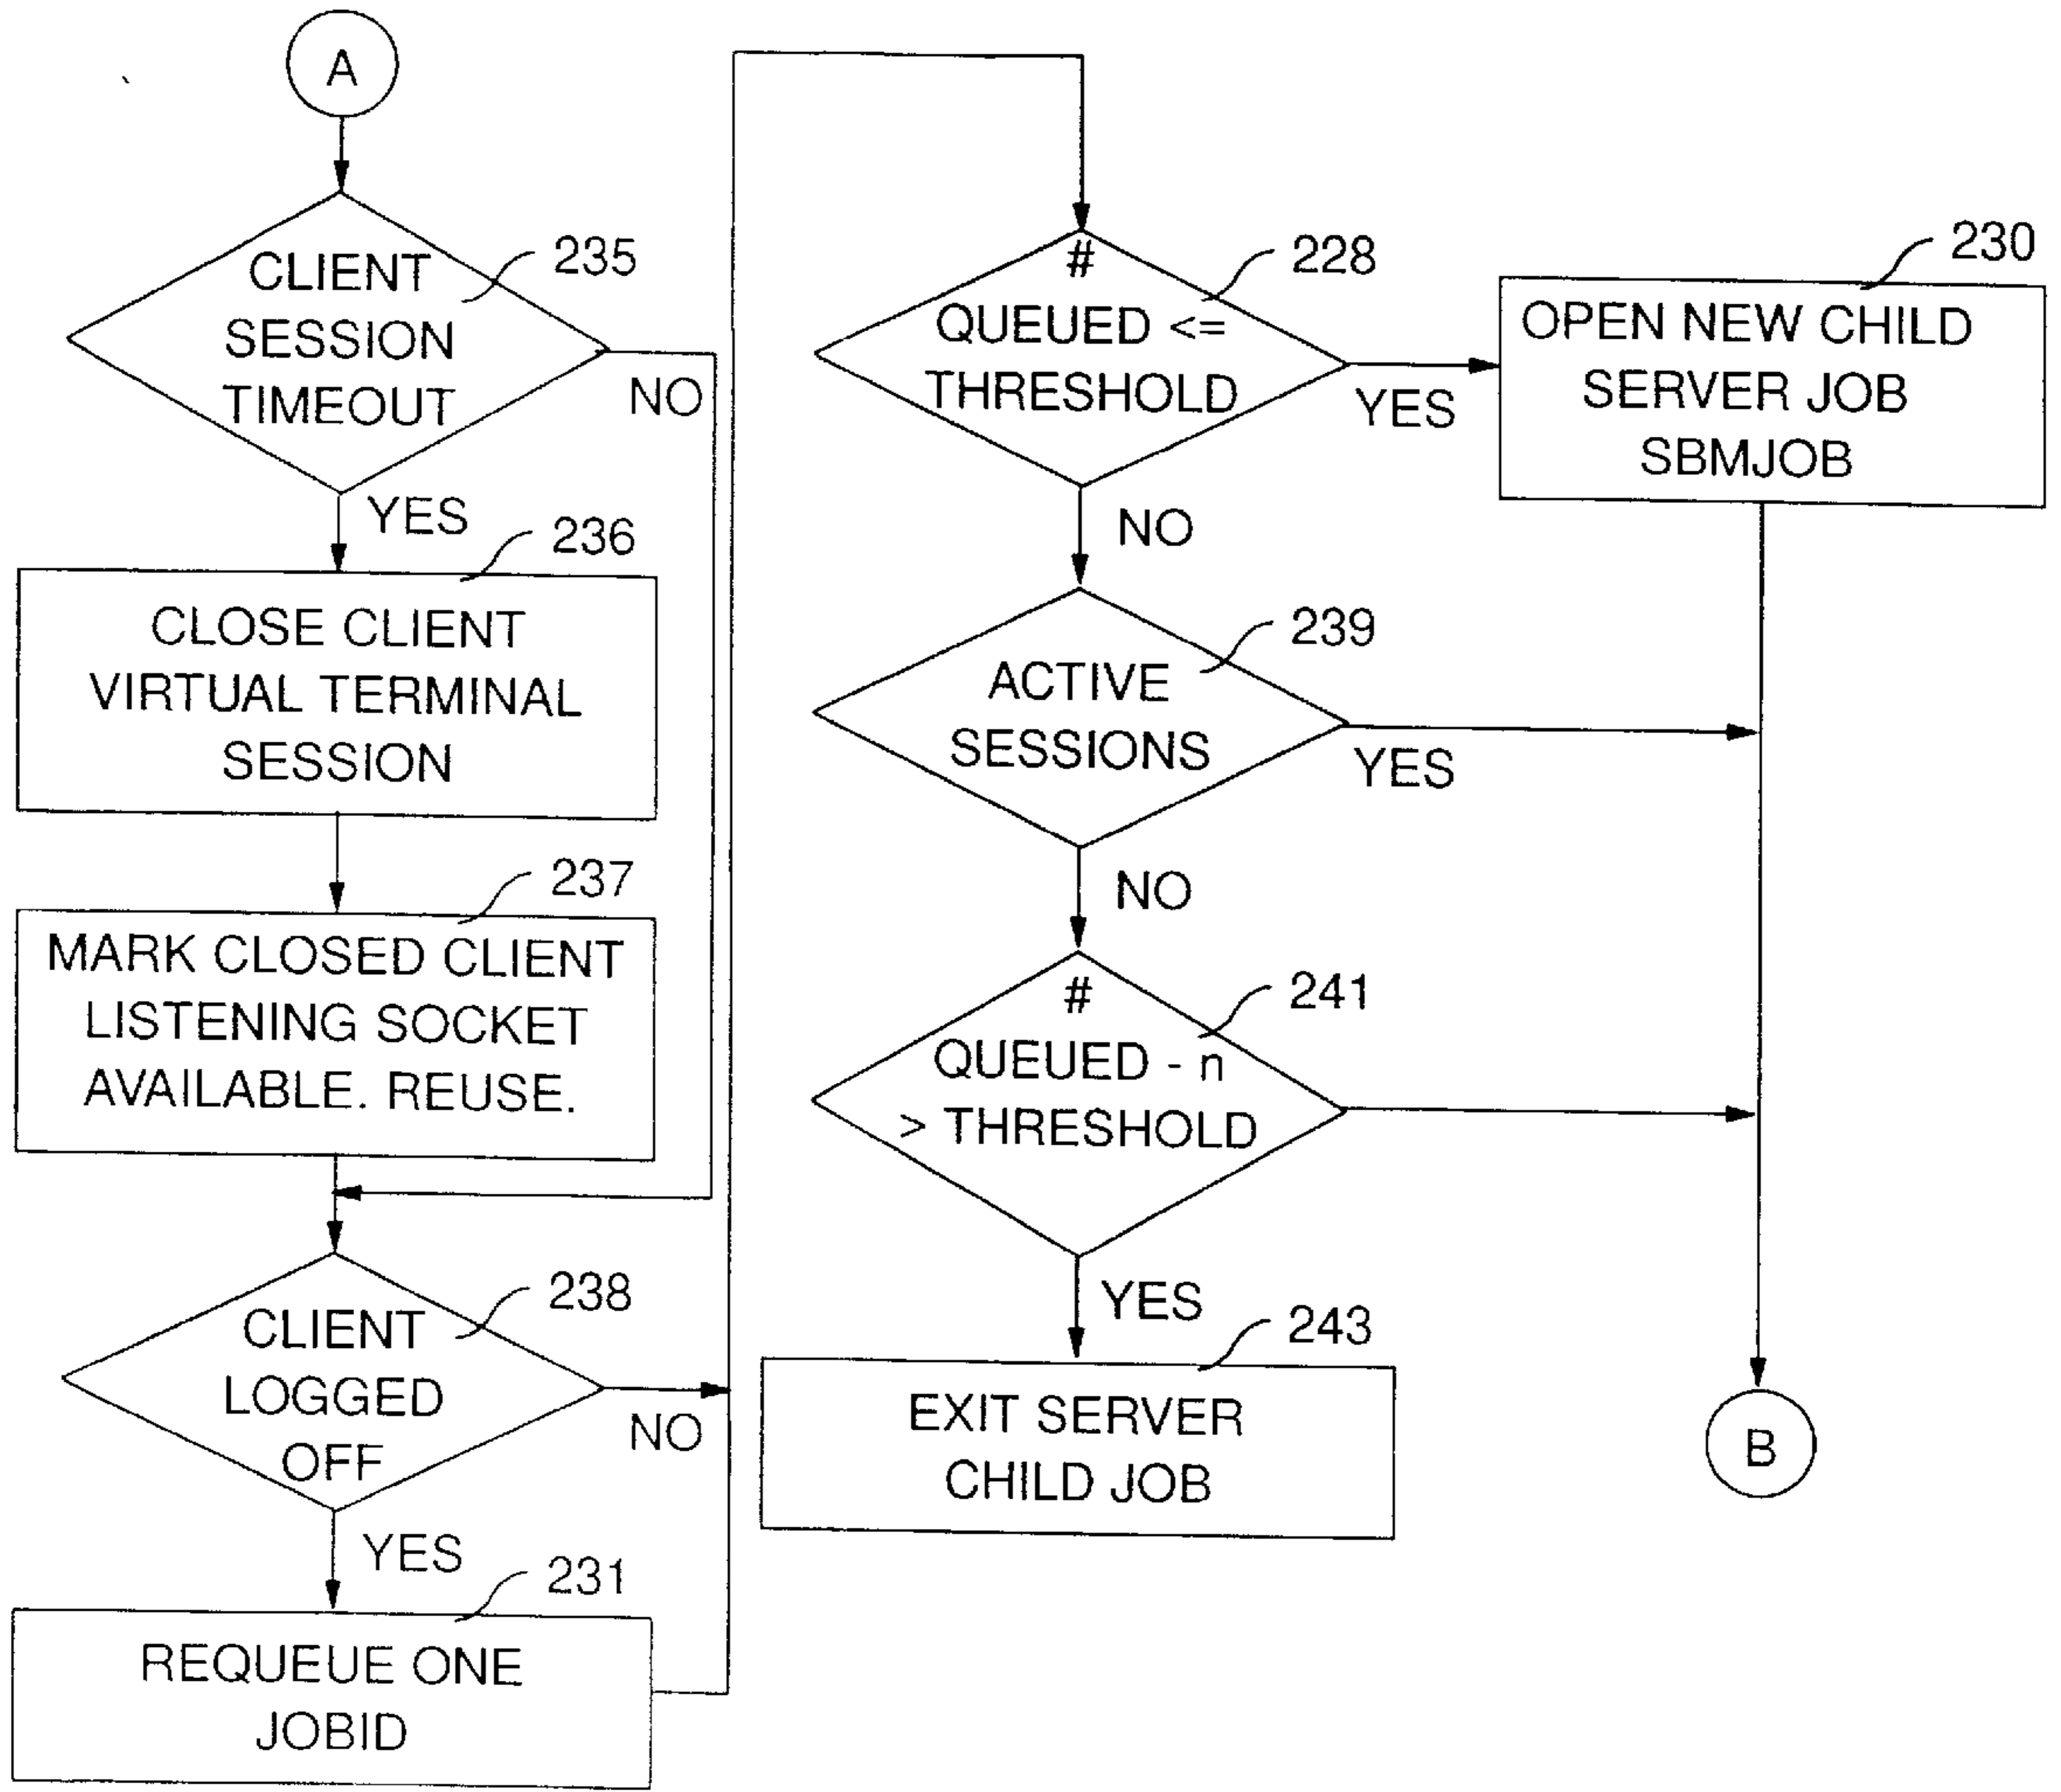 A
CLIENT
SESSION
TIMEOUT
235
NO
YES
236
CLOSE CLIENT
VIRTUAL TERMINAL
SESSION
237
MARK CLOSED CLIENT
LISTENING SOCKET
AVAILABLE. REUSE.
238
CLIENT
LOGGED
OFF
NO
YES
231
REQUEUE ONE
JOBID
#
QUEUED <=
THRESHOLD
228
YES
230
OPEN NEW CHILD
SERVER JOB
SBMJOB
NO
239
ACTIVE
SESSIONS
YES
NO
#
QUEUED - n
> THRESHOLD
241
YES
243
EXIT SERVER
CHILD JOB
B